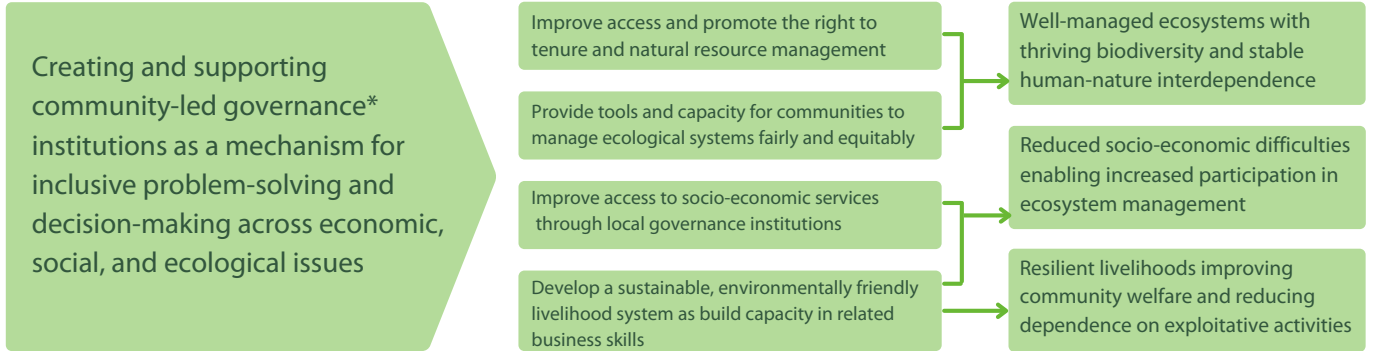 Creating and supporting
community-led governance*
institutions as a mechanism for
inclusive problem-solving and
decision-making across economic,
social, and ecological issues
Improve access and promote the right to
tenure and natural resource management
Provide tools and capacity for communities to
manage ecological systems fairly and equitably
Improve access to socio-economic services
through local governance institutions
Develop a sustainable, environmentally friendly
livelihood system as build capacity in related
business skills
Well-managed ecosystems with
thriving biodiversity and stable
human-nature interdependence
Reduced socio-economic difficulties
enabling increased participation in
ecosystem management
Resilient livelihoods improving
community welfare and reducing
dependence on exploitative activities